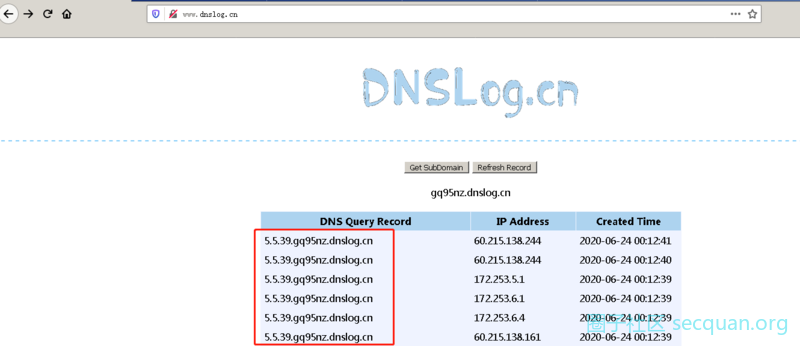 www.dnslog.cn
DNSLog.cn
Get SubDomain Refresh Record
gq95nz.dnslog.cn
DNS Query Record IP Address Created Time
5.5.39.gq95nz.dnslog.cn 60.215.138.244 2020-06-24 00:12:41
5.5.39.gq95nz.dnslog.cn 60.215.138.244 2020-06-24 00:12:40
5.5.39.gq95nz.dnslog.cn 172.253.5.1 2020-06-24 00:12:39
5.5.39.gq95nz.dnslog.cn 172.253.6.1 2020-06-24 00:12:39
5.5.39.gq95nz.dnslog.cn 172.253.6.4 2020-06-24 00:12:39
5.5.39.gq95nz.dnslog.cn 60.215.138.161 2020-06-24 00:12:39
圈子社区 secquan.org